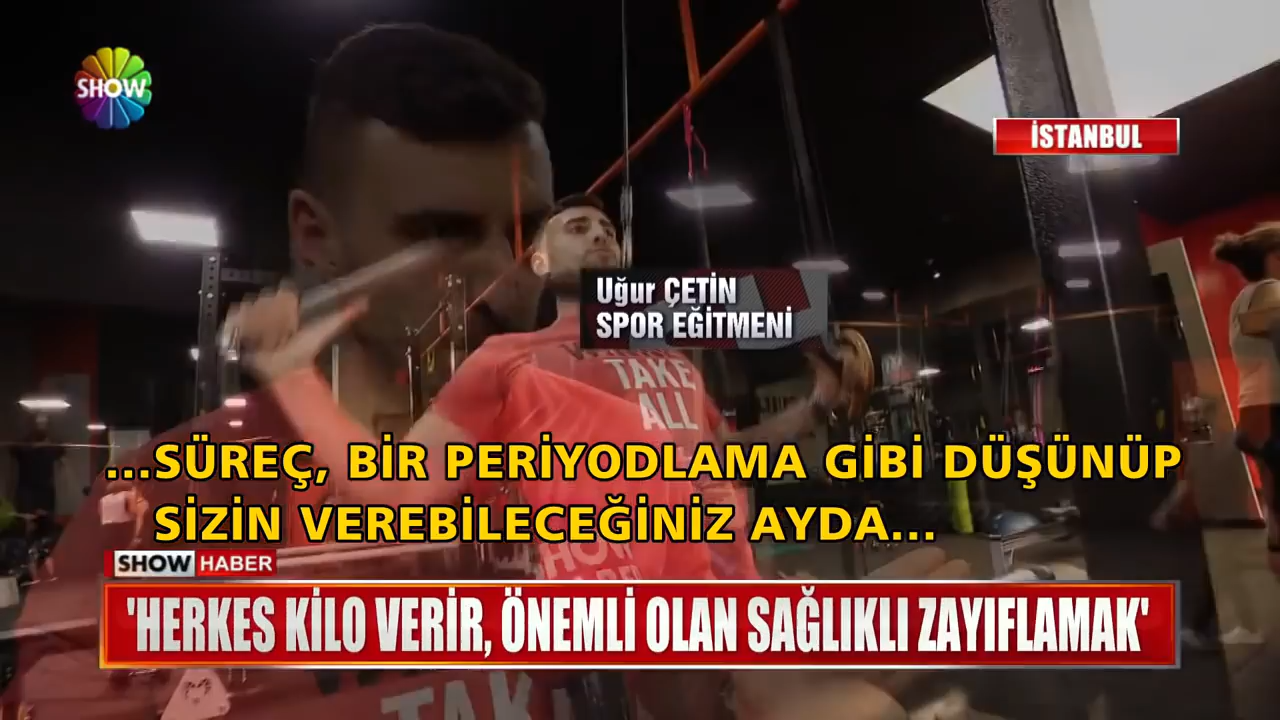 SHOW
İSTANBUL
Uğur ÇETİN
SPOR EĞİTMENİ
TAKE
ALL
...SÜREÇ, BİR PERİYODLAMA GİBİ DÜŞÜNÜP
SİZİN VEREBİLECEĞİNİZ AYDA...
SHOW HABER
'HERKES KİLO VERİR, ÖNEMLİ OLAN SAĞLIKLI ZAYIFLAMAK'
TAKE